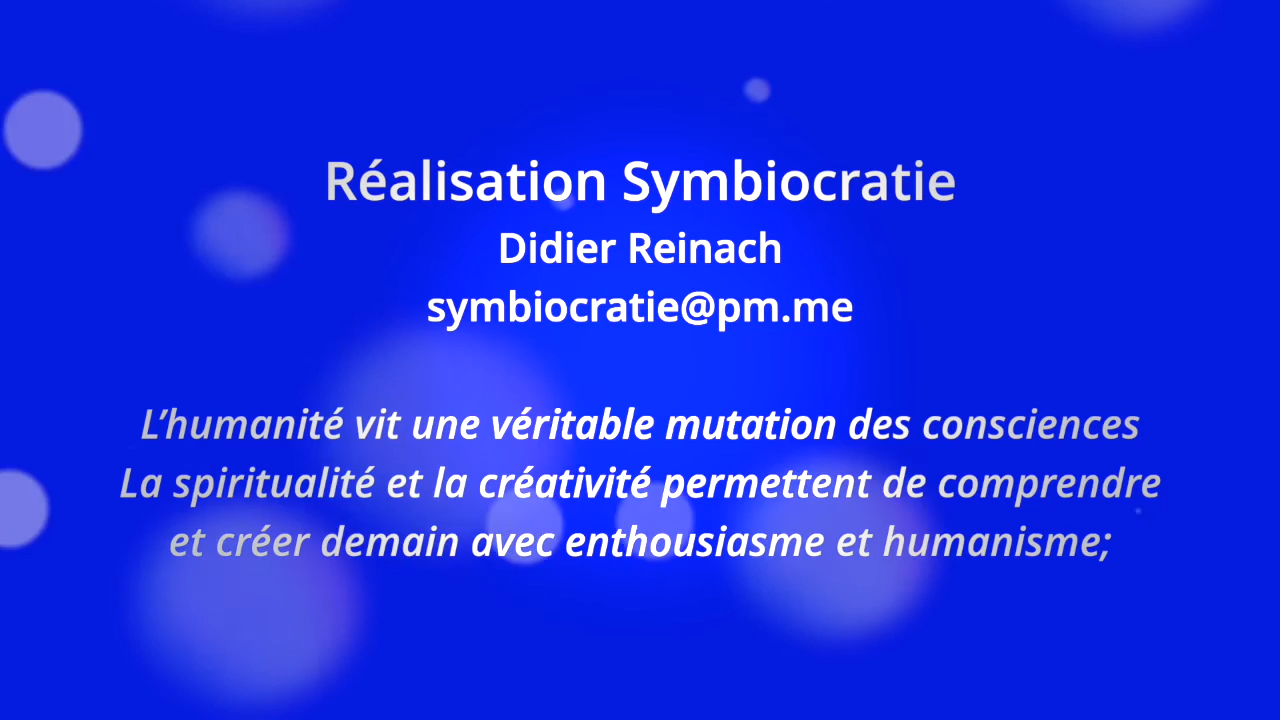 Réalisation Symbiocratie
Didier Reinach
symbiocratie@pm.me
L’humanité vit une véritable mutation des consciences
La spiritualité et la créativité permettent de comprendre
et créer demain avec enthousiasme et humanisme;